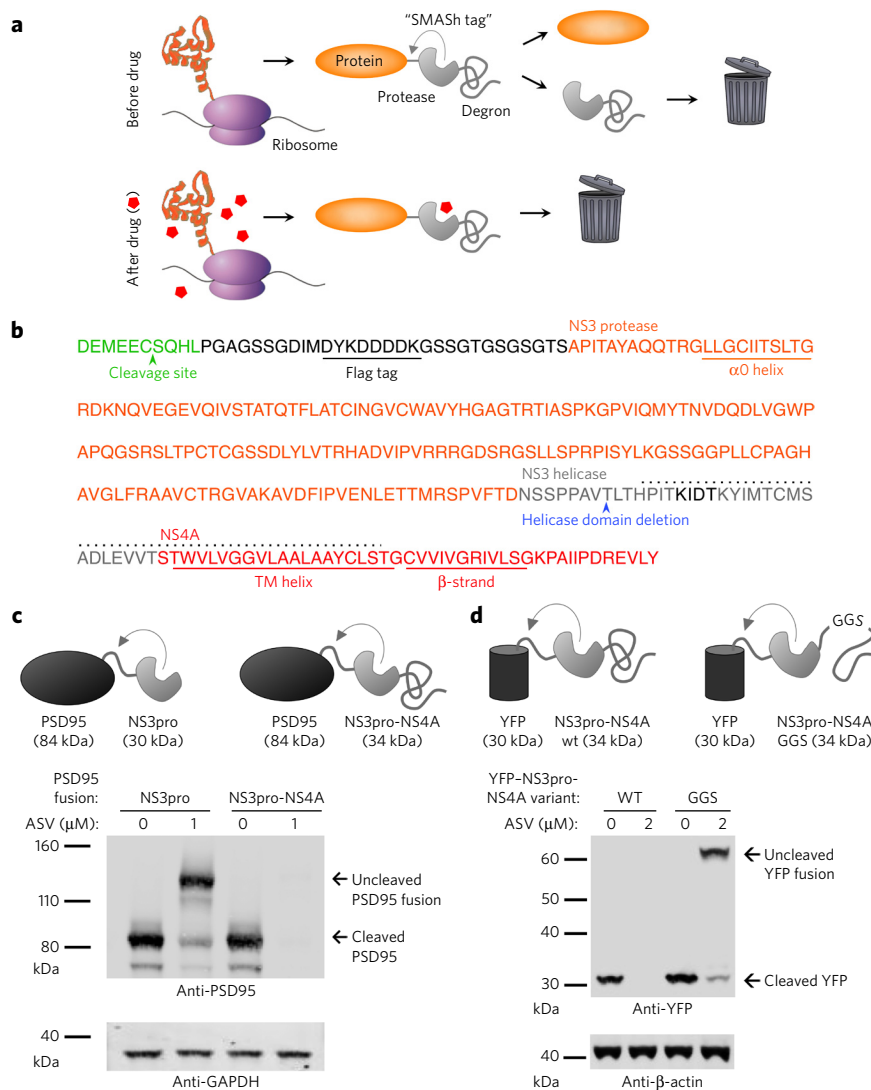 a
Before drug
"SMASh tag"
Protein
Protease
Degron
Ribosome
After drug ( )
b
DEMEECSQHLPGAGSSGDIMDYKDDDDKGSSGTGSGSGTSAPITAYAQQTRGLLGCIITSLTG
NS3 protease
Cleavage site
Flag tag
α0 helix
RDKNQVEGEVQIVSTATQTFLATCINGVCWAVYHGAGTRTIASPKGPVIQMYTNVDQDLVGWP
APQGSRSLTPCTCGSSDLYLVTRHADVIPVRRRGDSRGSLLSPRPISYLKGSSGGPLLCPAGH
NS3 helicase
AVGLFRAAVCTRGVAKAVDFIPVENLETTMRSPVFTDNSSPPAVTLTHPITKIDTKYIMTCMS
Helicase domain deletion
NS4A
ADLEVVTSTWVLVGGVLAALAAYCLSTGCVVIVGRIVLSGKPAIIPDREVLY
TM helix
β-strand
c
PSD95
(84 kDa)
NS3pro
(30 kDa)
PSD95
(84 kDa)
NS3pro-NS4A
(34 kDa)
PSD95
fusion:
NS3pro
NS3pro-NS4A
ASV (μM):
0
1
0
1
160
110
80
kDa
Uncleaved
PSD95 fusion
Cleaved
PSD95
Anti-PSD95
40
kDa
Anti-GAPDH
d
GGS
YFP
(30 kDa)
NS3pro-NS4A
wt (34 kDa)
YFP
(30 kDa)
NS3pro-NS4A
GGS (34 kDa)
YFP–NS3pro-
NS4A variant:
WT
GGS
ASV (μM):
0
2
0
2
60
50
40
30
kDa
Uncleaved
YFP fusion
Cleaved YFP
Anti-YFP
40
kDa
Anti-β-actin